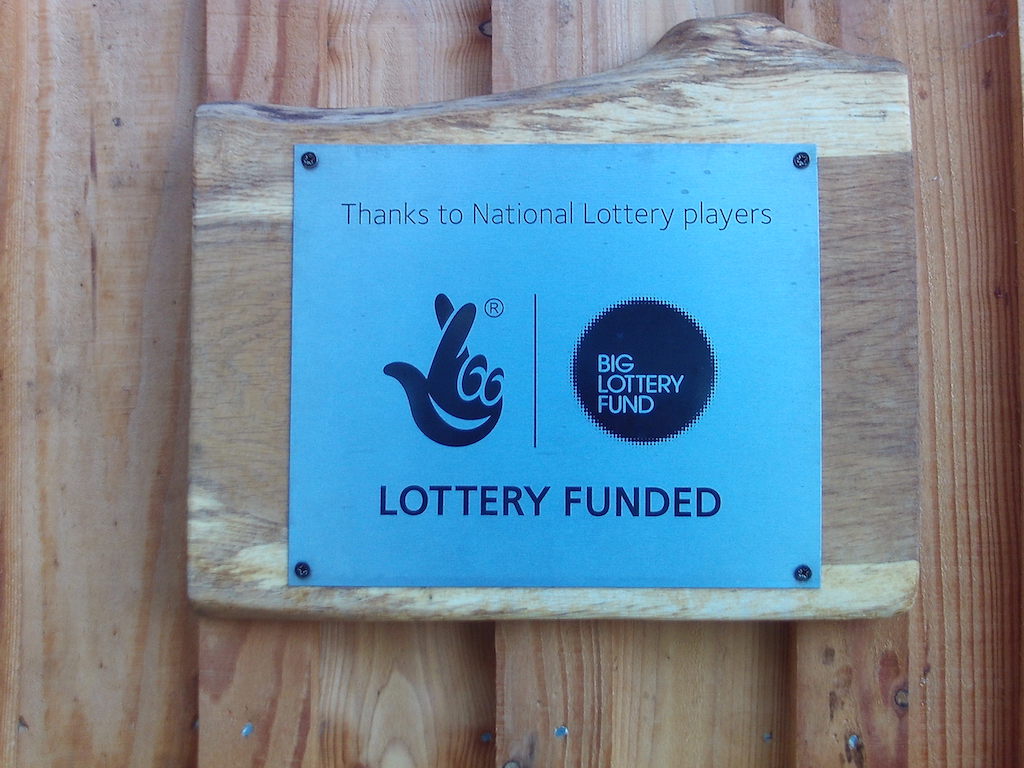 Thanks to National Lottery players
®
BIG
LOTTERY
FUND
LOTTERY FUNDED